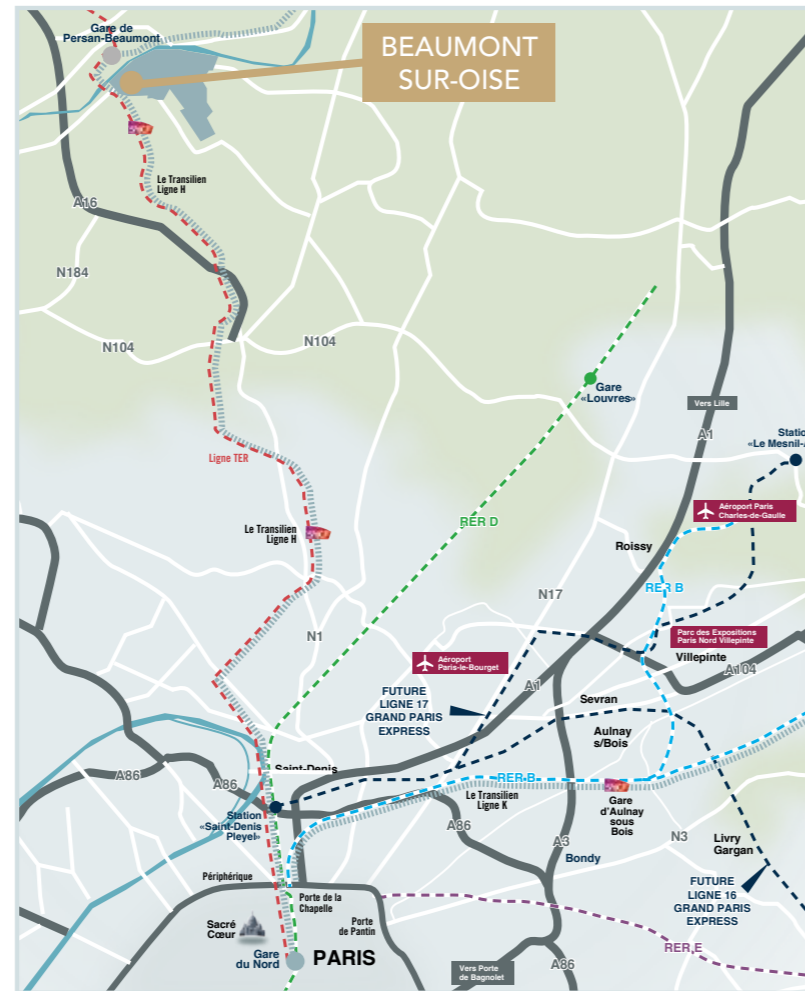 Gare de
Persan-Beaumont
BEAUMONT
SUR-OISE
Le Transilien
Ligne H
A16
N184
N104
N104
Gare
«Louvres»
Vers Lille
A1
Statio
«Le Mesnil-A
Ligne TER
Aéroport Paris
Charles-de-Gaulle
RER D
Le Transilien
Ligne H
Roissy
RER B
N17
N1
Parc des Expositions
Paris Nord Villepinte
Villepinte
Aéroport
Paris-le-Bourget
A104
A1
FUTURE
LIGNE 17
GRAND PARIS
EXPRESS
Sevran
Aulnay
s/Bois
Saint-Denis
A86
A86
RER B
Le Transilien
Ligne K
Gare
d'Aulnay
sous
Bois
Station
«Saint-Denis
Pleyel»
A86
A3
N3
Livry
Gargan
Bondy
Périphérique
FUTURE
LIGNE 16
GRAND PARIS
EXPRESS
Porte de la
Chapelle
Porte
de Pantin
Sacré
Cœur
Gare
du Nord
PARIS
RER E
Vers Porte
de Bagnolet
A86